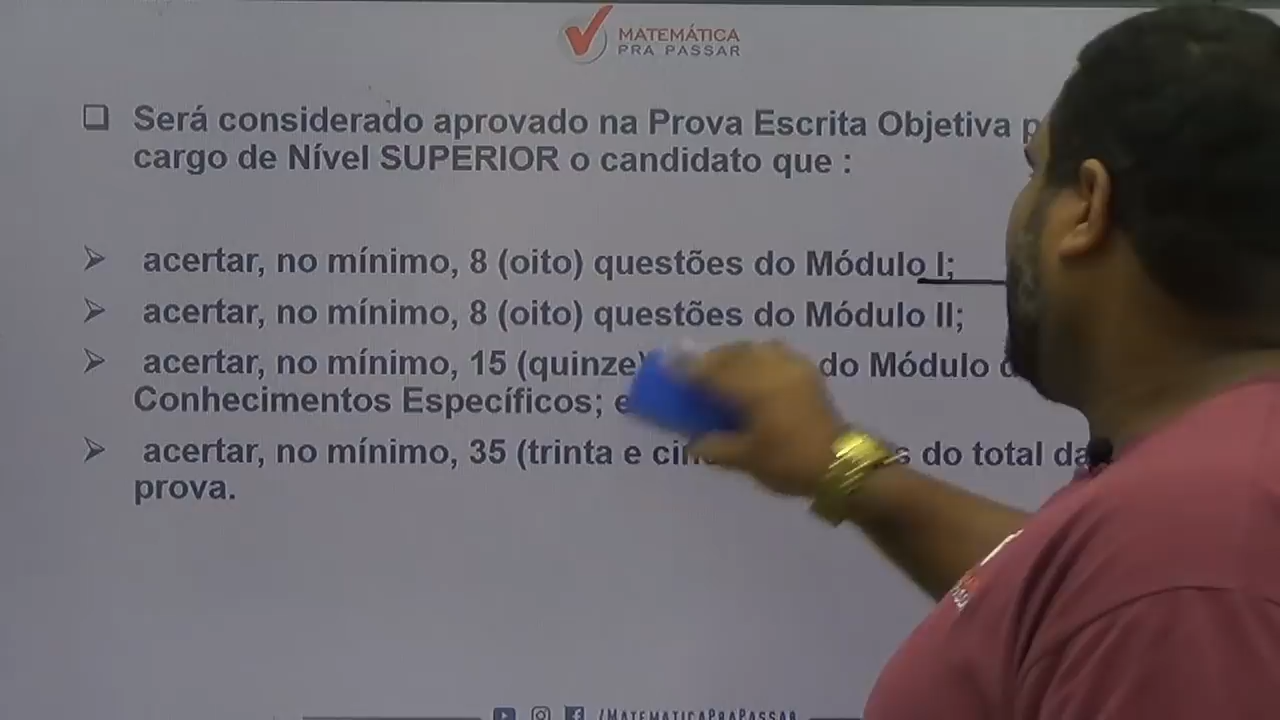 MATEMÁTICA
PRA PASSAR
Será considerado aprovado na Prova Escrita Objetiva
cargo de Nível SUPERIOR o candidato que :
acertar, no mínimo, 8 (oito) questões do Módulo I;
acertar, no mínimo, 8 (oito) questões do Módulo II;
acertar, no mínimo, 15 (quinze) do Módulo
Conhecimentos Específicos; e
acertar, no mínimo, 35 (trinta e do total da
prova.
/MATEMATICAPRAPASSAR